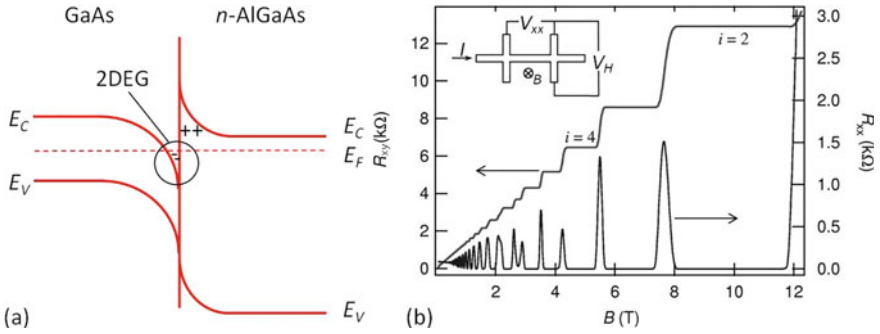 GaAs
n-AlGaAs
2DEG
++
--
E_C
E_V
E_C
E_F
E_V
(a)
12
10
8
6
4
2
0
R_xy (kΩ)
I
V_xx
V_H
⊗B
i = 2
i = 4
3.0
2.5
2.0
1.5
1.0
0.5
0.0
R_xx (kΩ)
2 4 6 8 10 12
B (T)
(b)